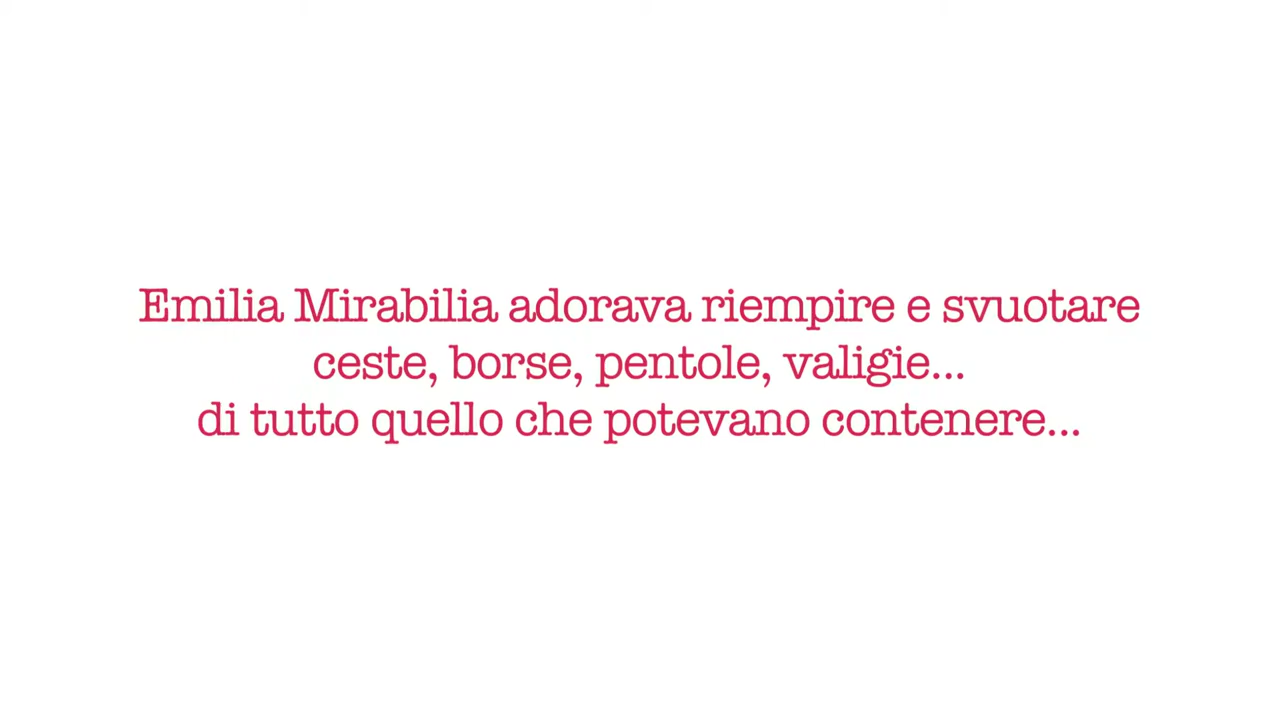 Emilia Mirabilia adorava riempire e svuotare
ceste, borse, pentole, valigie...
di tutto quello che potevano contenere...